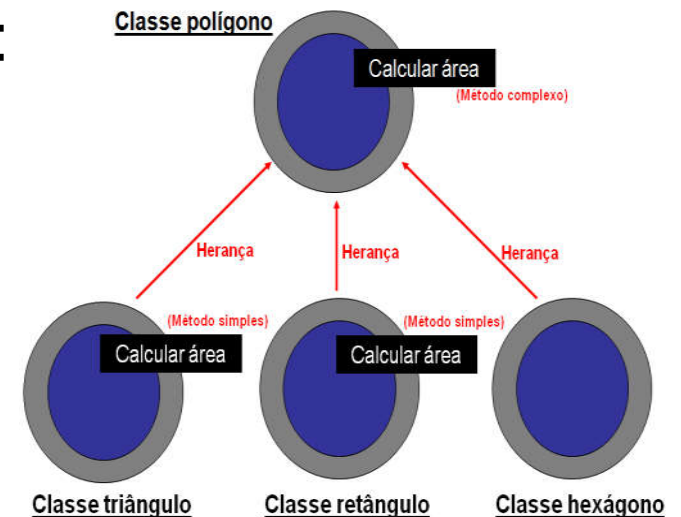 :
Classe polígono
Calcular área
(Método complexo)
Herança
Herança
Herança
(Método simples)
(Método simples)
Calcular área
Calcular área
Classe triângulo
Classe retângulo
Classe hexágono